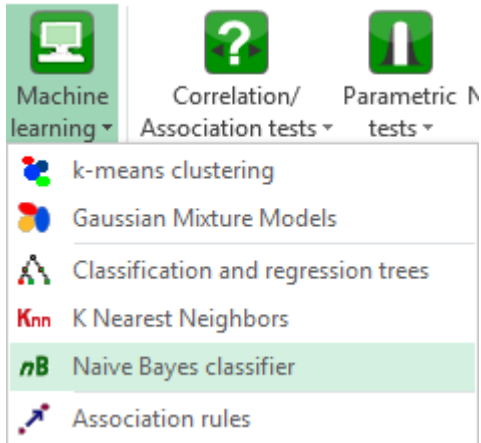 ?
Machine
learning
Correlation/
Association tests
Parametric
tests
N
k-means clustering
Gaussian Mixture Models
Classification and regression trees
Knn K Nearest Neighbors
nB Naive Bayes classifier
Association rules